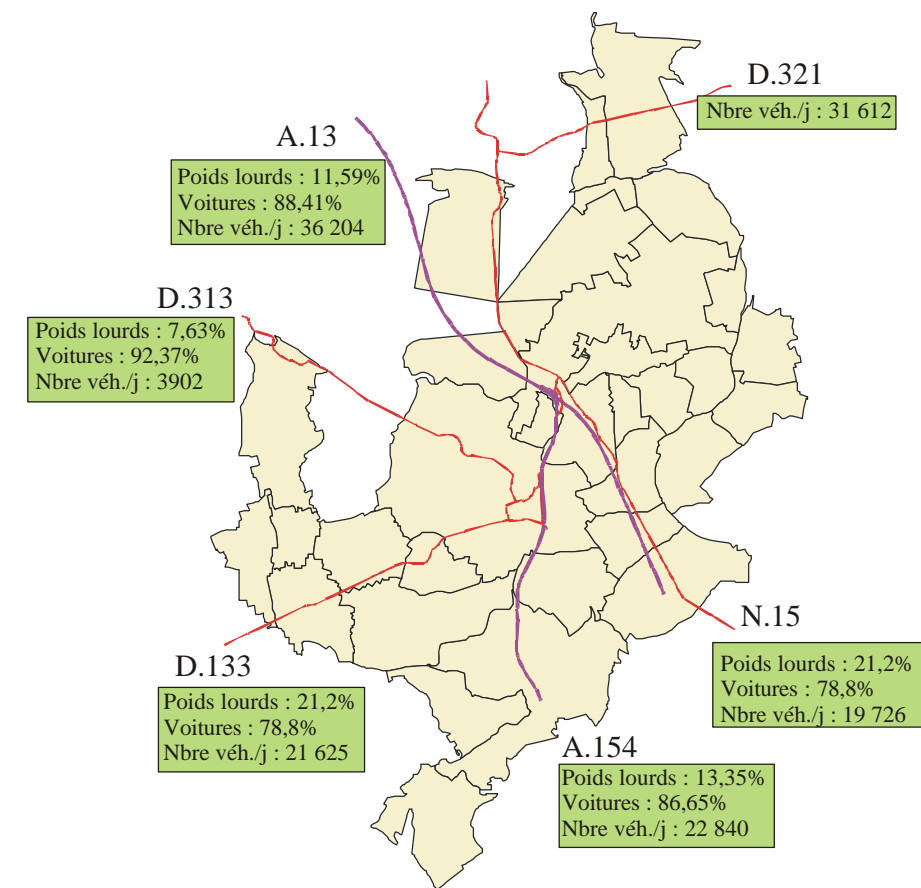 D.321
Nbre véh./j : 31 612
A.13
Poids lourds : 11,59%
Voitures : 88,41%
Nbre véh./j : 36 204
D.313
Poids lourds : 7,63%
Voitures : 92,37%
Nbre véh./j : 3902
N.15
Poids lourds : 21,2%
Voitures : 78,8%
Nbre véh./j : 19 726
D.133
Poids lourds : 21,2%
Voitures : 78,8%
Nbre véh./j : 21 625
A.154
Poids lourds : 13,35%
Voitures : 86,65%
Nbre véh./j : 22 840